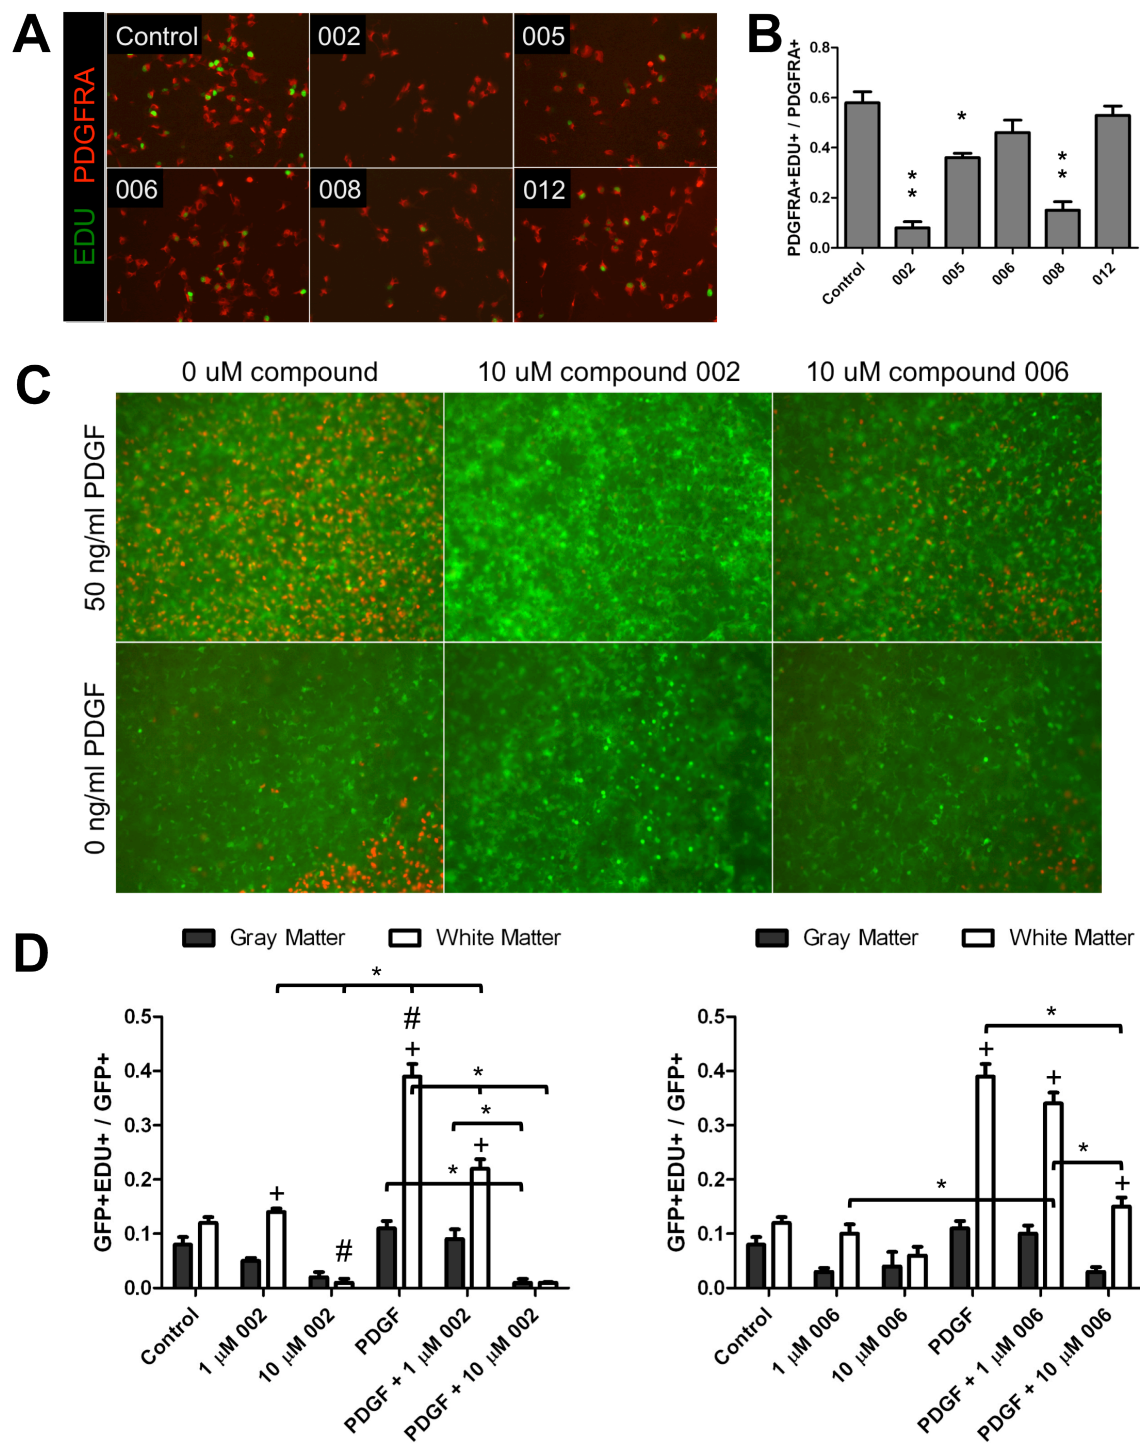 A
EDU PDGFRA
Control
002
005
006
008
012
B
PDGFRA+EDU+ / PDGFRA+
0.8
0.6
0.4
0.2
0.0
*
*
*
*
*
Control
002
005
006
008
012
C
0 uM compound
10 uM compound 002
10 uM compound 006
50 ng/ml PDGF
0 ng/ml PDGF
D
Gray Matter
White Matter
GFP+EDU+ / GFP+
0.5
0.4
0.3
0.2
0.1
0.0
*
#
+
*
*
+
*
+
#
Control
1 µM 002
10 µM 002
PDGF
PDGF + 1 µM 002
PDGF + 10 µM 002
Gray Matter
White Matter
GFP+EDU+ / GFP+
0.5
0.4
0.3
0.2
0.1
0.0
*
+
+
*
+
*
Control
1 µM 006
10 µM 006
PDGF
PDGF + 1 µM 006
PDGF + 10 µM 006